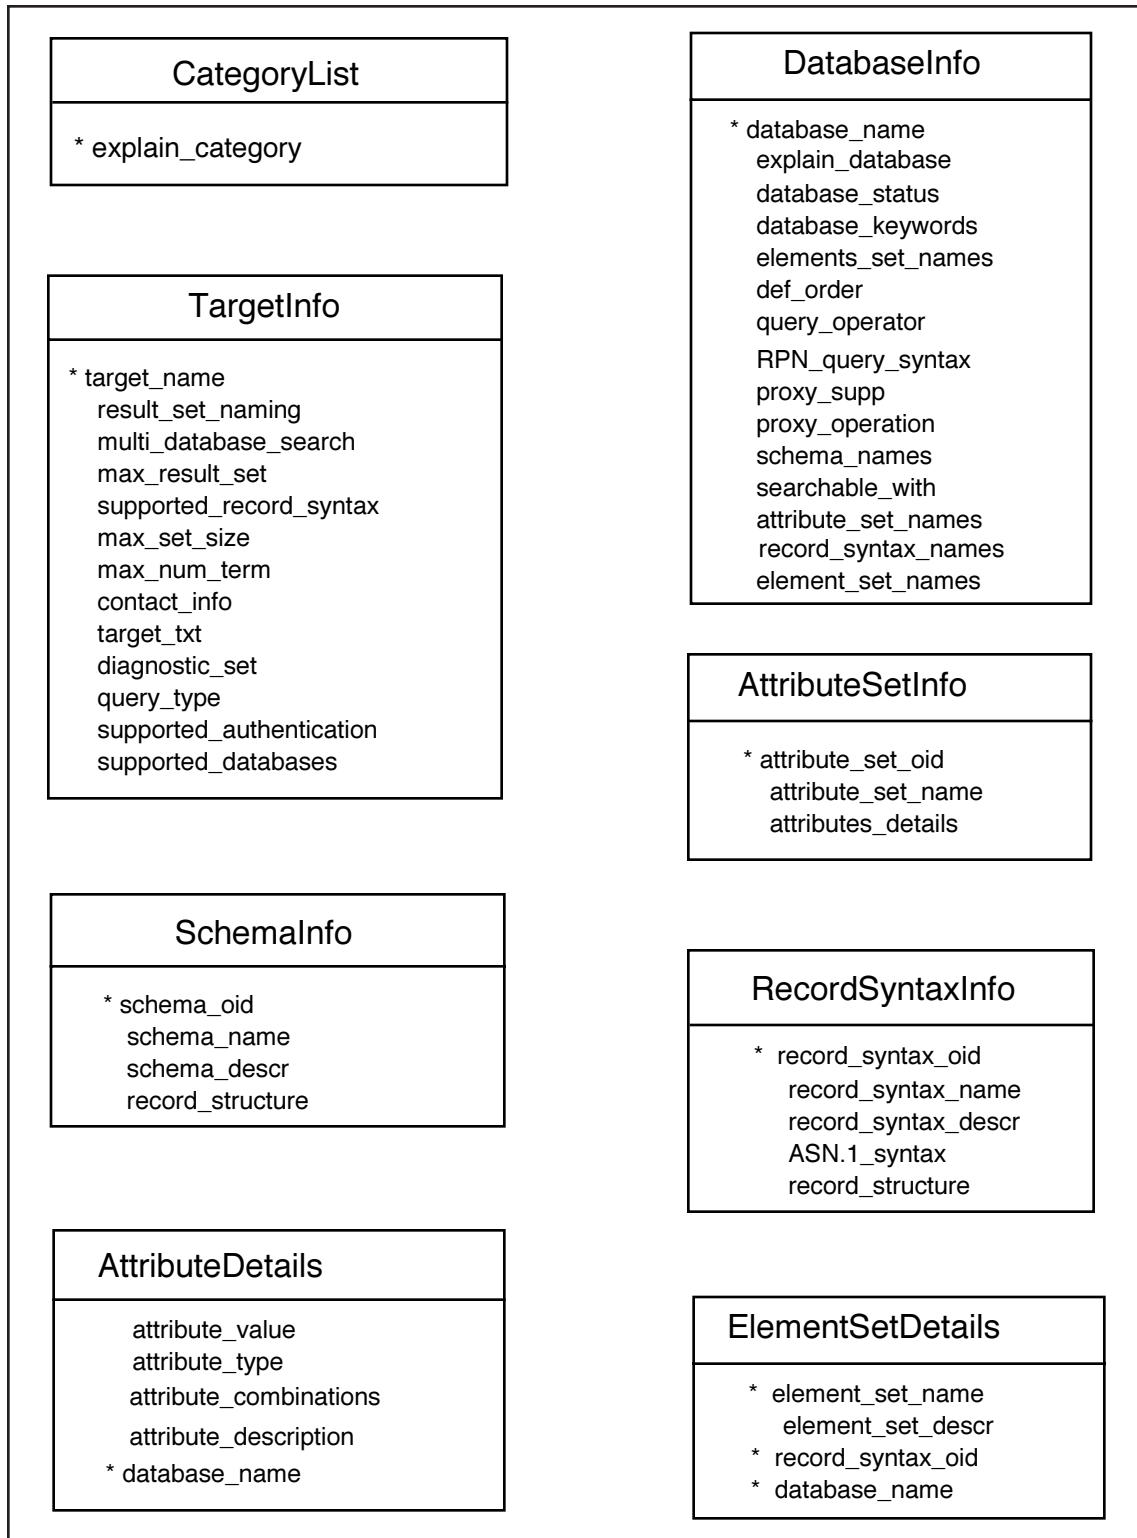 CategoryList
* explain_category
TargetInfo
* target_name
result_set_naming
multi_database_search
max_result_set
supported_record_syntax
max_set_size
max_num_term
contact_info
target_txt
diagnostic_set
query_type
supported_authentication
supported_databases
SchemaInfo
* schema_oid
schema_name
schema_descr
record_structure
AttributeDetails
attribute_value
attribute_type
attribute_combinations
attribute_description
* database_name
DatabaseInfo
* database_name
explain_database
database_status
database_keywords
elements_set_names
def_order
query_operator
RPN_query_syntax
proxy_supp
proxy_operation
schema_names
searchable_with
attribute_set_names
record_syntax_names
element_set_names
AttributeSetInfo
* attribute_set_oid
attribute_set_name
attributes_details
RecordSyntaxInfo
* record_syntax_oid
record_syntax_name
record_syntax_descr
ASN.1_syntax
record_structure
ElementSetDetails
* element_set_name
element_set_descr
* record_syntax_oid
* database_name